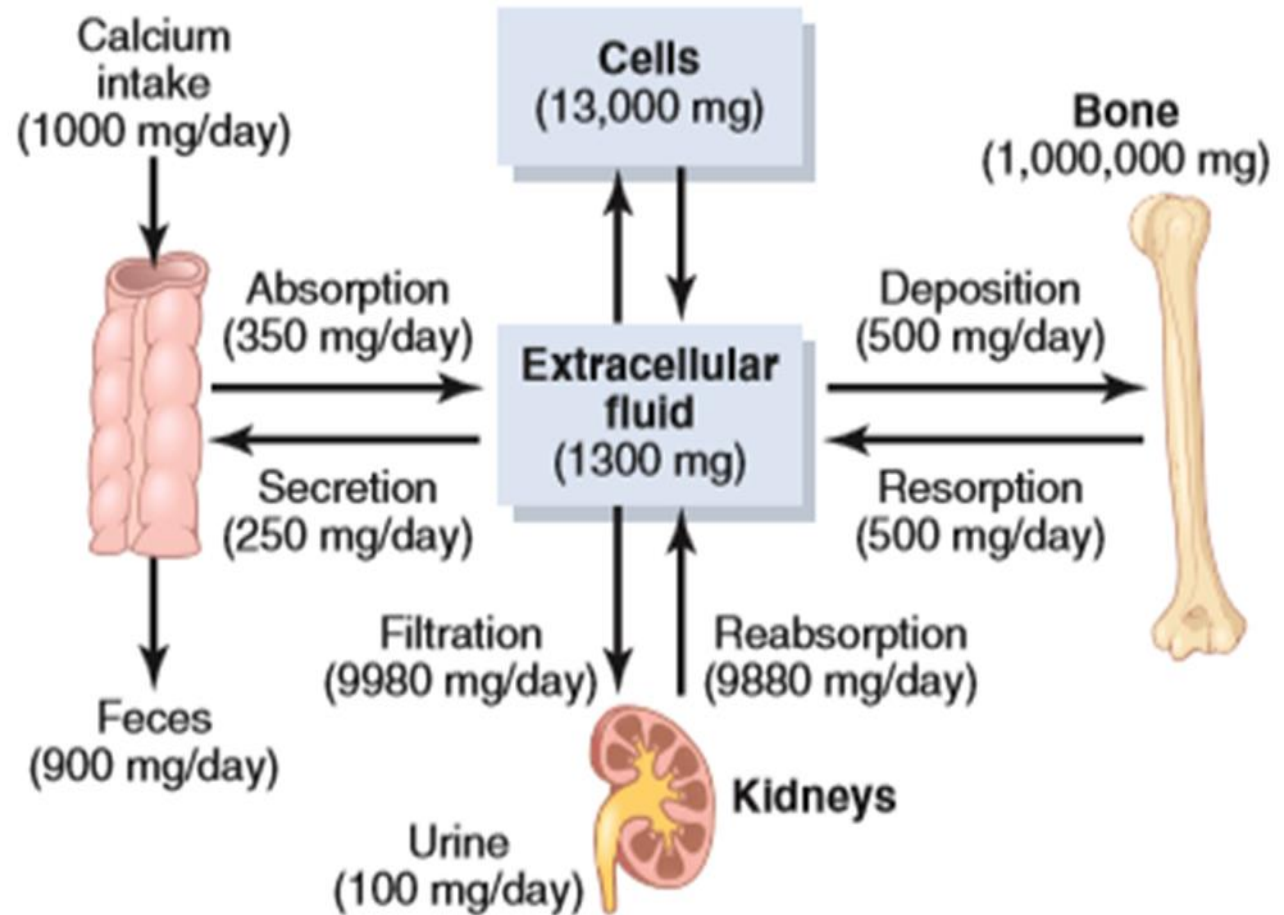 Calcium
intake
(1000 mg/day)
Cells
(13,000 mg)
Bone
(1,000,000 mg)
Absorption
(350 mg/day)
Extracellular
fluid
(1300 mg)
Deposition
(500 mg/day)
Secretion
(250 mg/day)
Resorption
(500 mg/day)
Filtration
(9980 mg/day)
Reabsorption
(9880 mg/day)
Feces
(900 mg/day)
Kidneys
Urine
(100 mg/day)